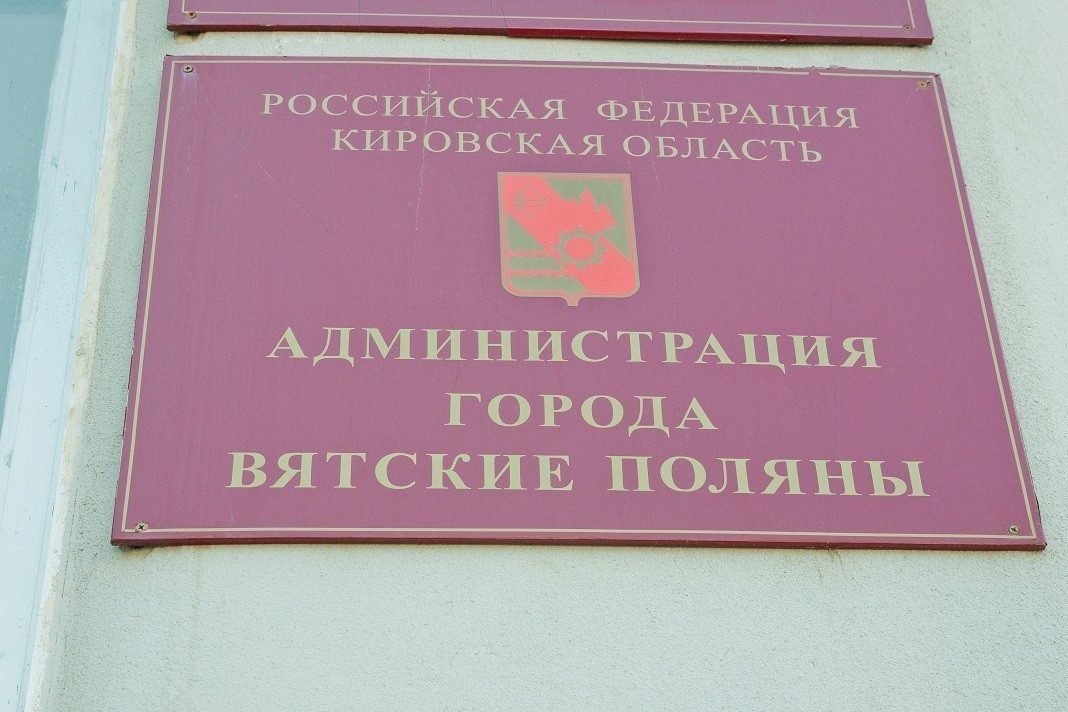 РОССИЙСКАЯ ФЕДЕРАЦИЯ
КИРОВСКАЯ ОБЛАСТЬ
АДМИНИСТРАЦИЯ
ГОРОДА
ВЯТСКИЕ ПОЛЯНЫ